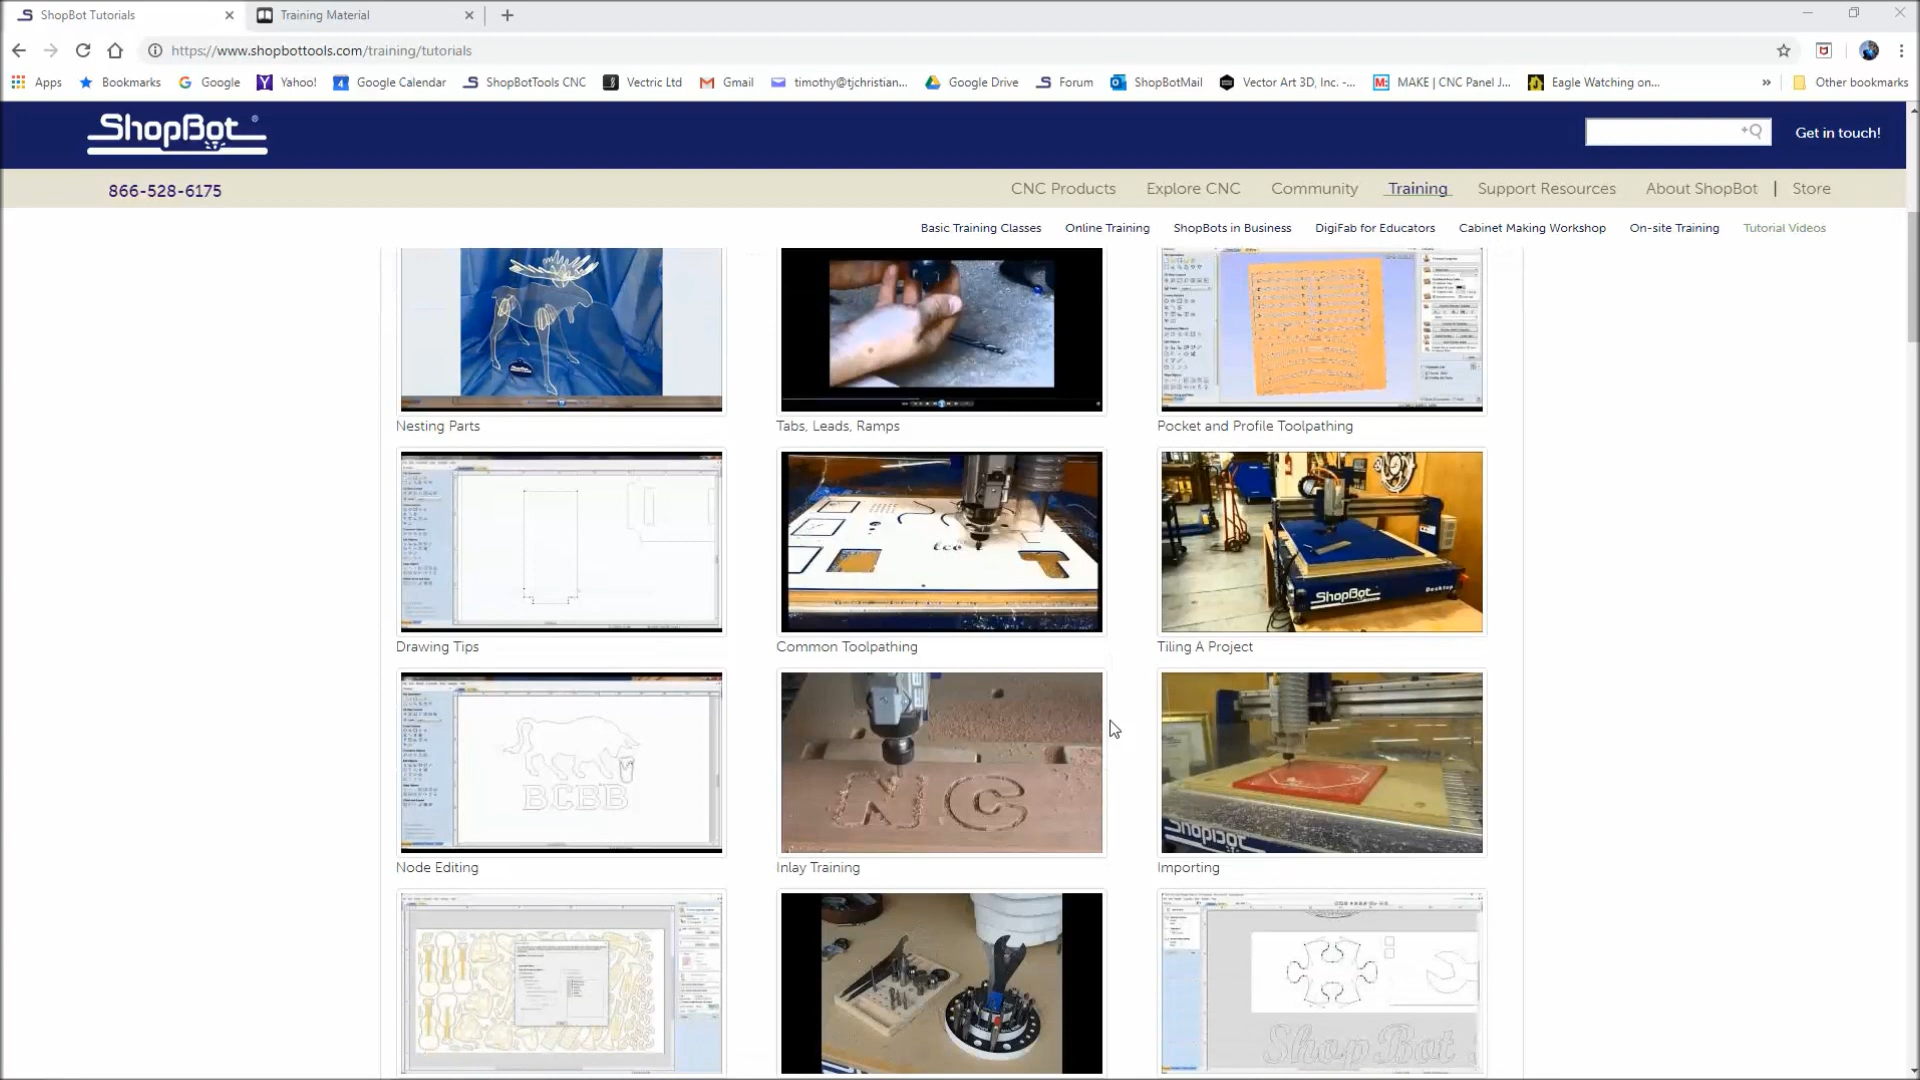 ShopBot Tutorials
Training Material
https://www.shopbottools.com/training/tutorials
Apps
Bookmarks
Google
Yahoo!
Google Calendar
ShopBotTools CNC
Vectric Ltd
Gmail
timothy@tjchristian...
Google Drive
Forum
ShopBotMail
Vector Art 3D, Inc. -...
MAKE | CNC Panel J...
Eagle Watching on...
»
Other bookmarks
ShopBot®
Get in touch!
866-528-6175
CNC Products
Explore CNC
Community
Training
Support Resources
About ShopBot
|
Store
Basic Training Classes
Online Training
ShopBots in Business
DigiFab for Educators
Cabinet Making Workshop
On-site Training
Tutorial Videos
Nesting Parts
Tabs, Leads, Ramps
Pocket and Profile Toolpathing
ShopBot
Desktop
Drawing Tips
Common Toolpathing
Tiling A Project
BCBB
NC
ShopBot
Node Editing
Inlay Training
Importing
Shop Bot